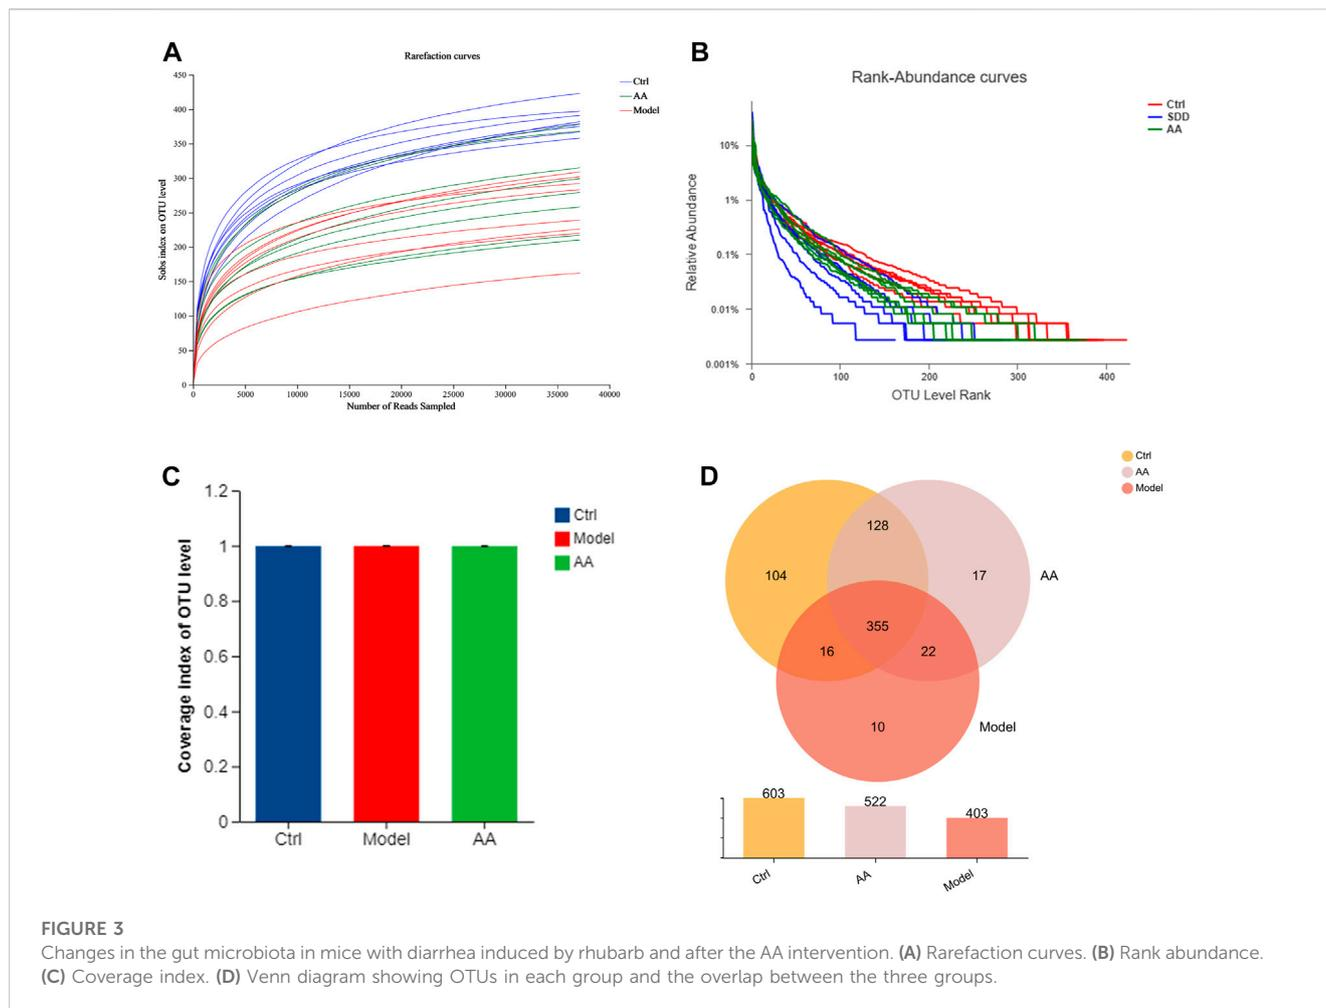 A
Rarefaction curves
450
400
350
300
250
200
150
100
50
0
Sobs index on OTU level
0 5000 10000 15000 20000 25000 30000 35000 40000
Number of Reads Sampled
Ctrl
AA
Model
B
Rank-Abundance curves
10%
1%
0.1%
0.01%
0.001%
Relative Abundance
0 100 200 300 400
OTU Level Rank
Ctrl
SDD
AA
C
1.2
1
0.8
0.6
0.4
0.2
0
Coverage index of OTU level
Ctrl Model AA
Ctrl
Model
AA
D
Ctrl
AA
Model
128
104
17
AA
355
16
22
10
Model
603
522
403
Ctrl
AA
Model
FIGURE 3
Changes in the gut microbiota in mice with diarrhea induced by rhubarb and after the AA intervention. (A) Rarefaction curves. (B) Rank abundance.
(C) Coverage index. (D) Venn diagram showing OTUs in each group and the overlap between the three groups.